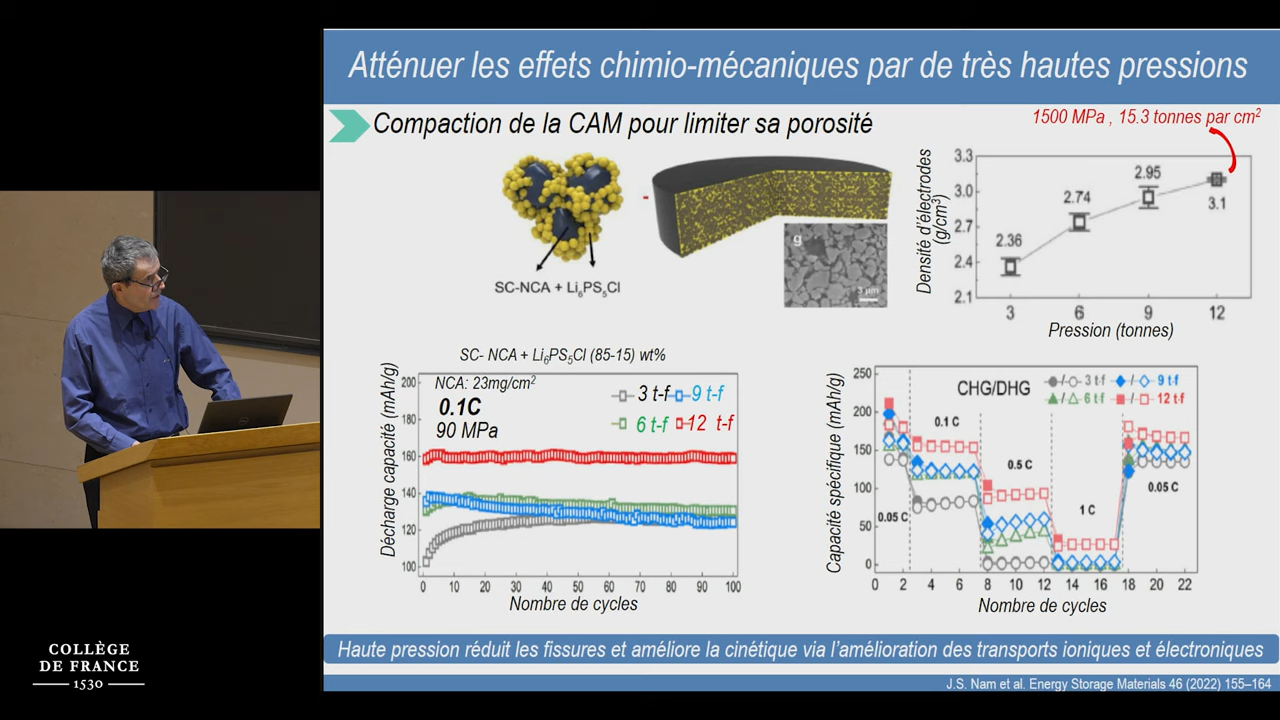 Atténuer les effets chimio-mécaniques par de très hautes pressions
Compaction de la CAM pour limiter sa porosité
1500 MPa , 15.3 tonnes par cm²
SC-NCA + Li₆PS₅Cl
g
3 µm
Densité d'électrodes
(g/cm³)
3.3
3.0
2.7
2.4
2.1
2.36
2.74
2.95
3.1
3 6 9 12
Pression (tonnes)
SC- NCA + Li₆PS₅Cl (85-15) wt%
NCA: 23mg/cm²
0.1C
90 MPa
3 t-f 9 t-f
6 t-f 12 t-f
Décharge capacité (mAh/g)
200
180
160
140
120
100
0 10 20 30 40 50 60 70 80 90 100
Nombre de cycles
CHG/DHG
/ 3 t-f / 9 t-f
/ 6 t-f / 12 t-f
Capacité spécifique (mAh/g)
250
200
150
100
50
0
0.05 C
0.1 C
0.5 C
1 C
0.05 C
0 2 4 6 8 10 12 14 16 18 20 22
Nombre de cycles
Haute pression réduit les fissures et améliore la cinétique via l'amélioration des transports ioniques et électroniques
J.S. Nam et al. Energy Storage Materials 46 (2022) 155–164
COLLÈGE
DE FRANCE
1530